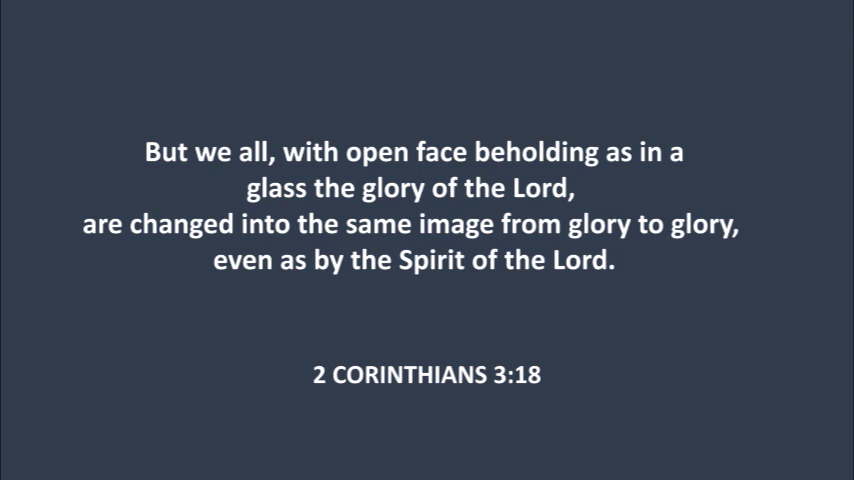 But we all, with open face beholding as in a
glass the glory of the Lord,
are changed into the same image from glory to glory,
even as by the Spirit of the Lord.
2 CORINTHIANS 3:18